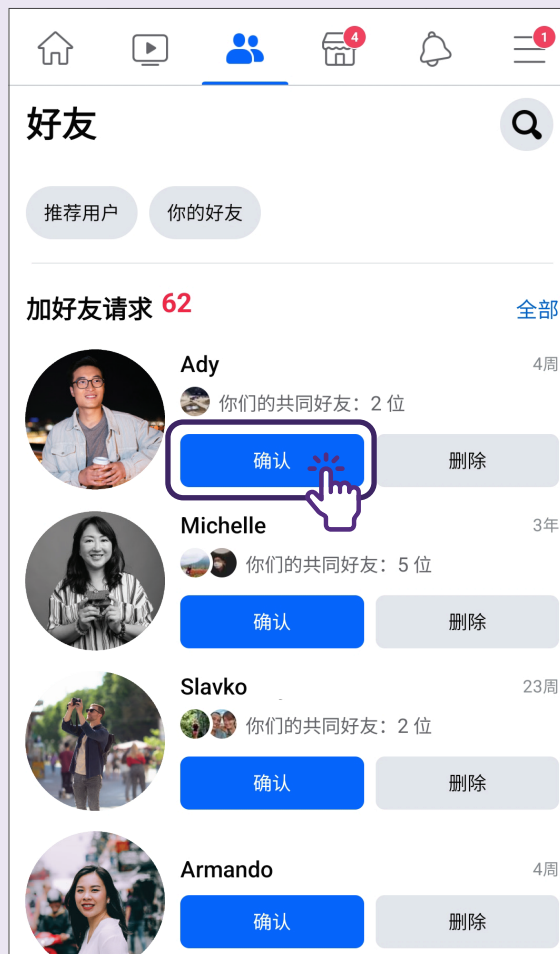 4
1
好友
推荐用户
你的好友
加好友请求 62
全部
Ady
4周
你们的共同好友：2 位
确认
删除
Michelle
3年
你们的共同好友：5 位
确认
删除
Slavko
23周
你们的共同好友：2 位
确认
删除
Armando
4周
确认
删除